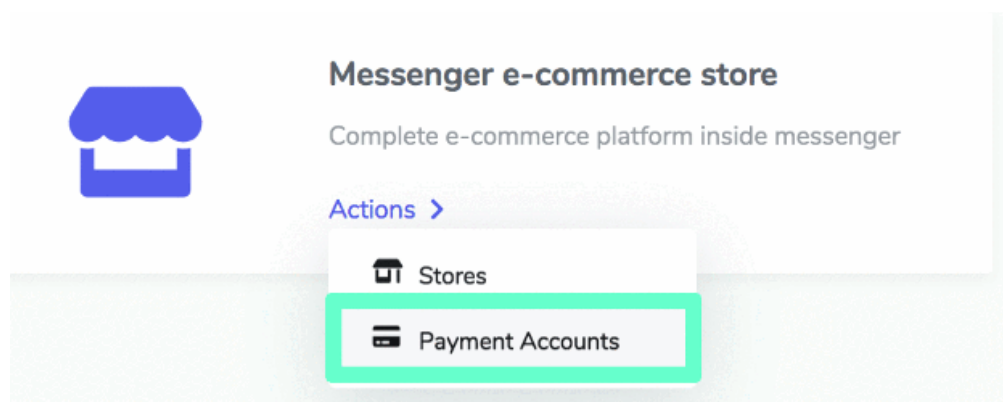 Messenger e-commerce store
Complete e-commerce platform inside messenger
Actions
Stores
Payment Accounts